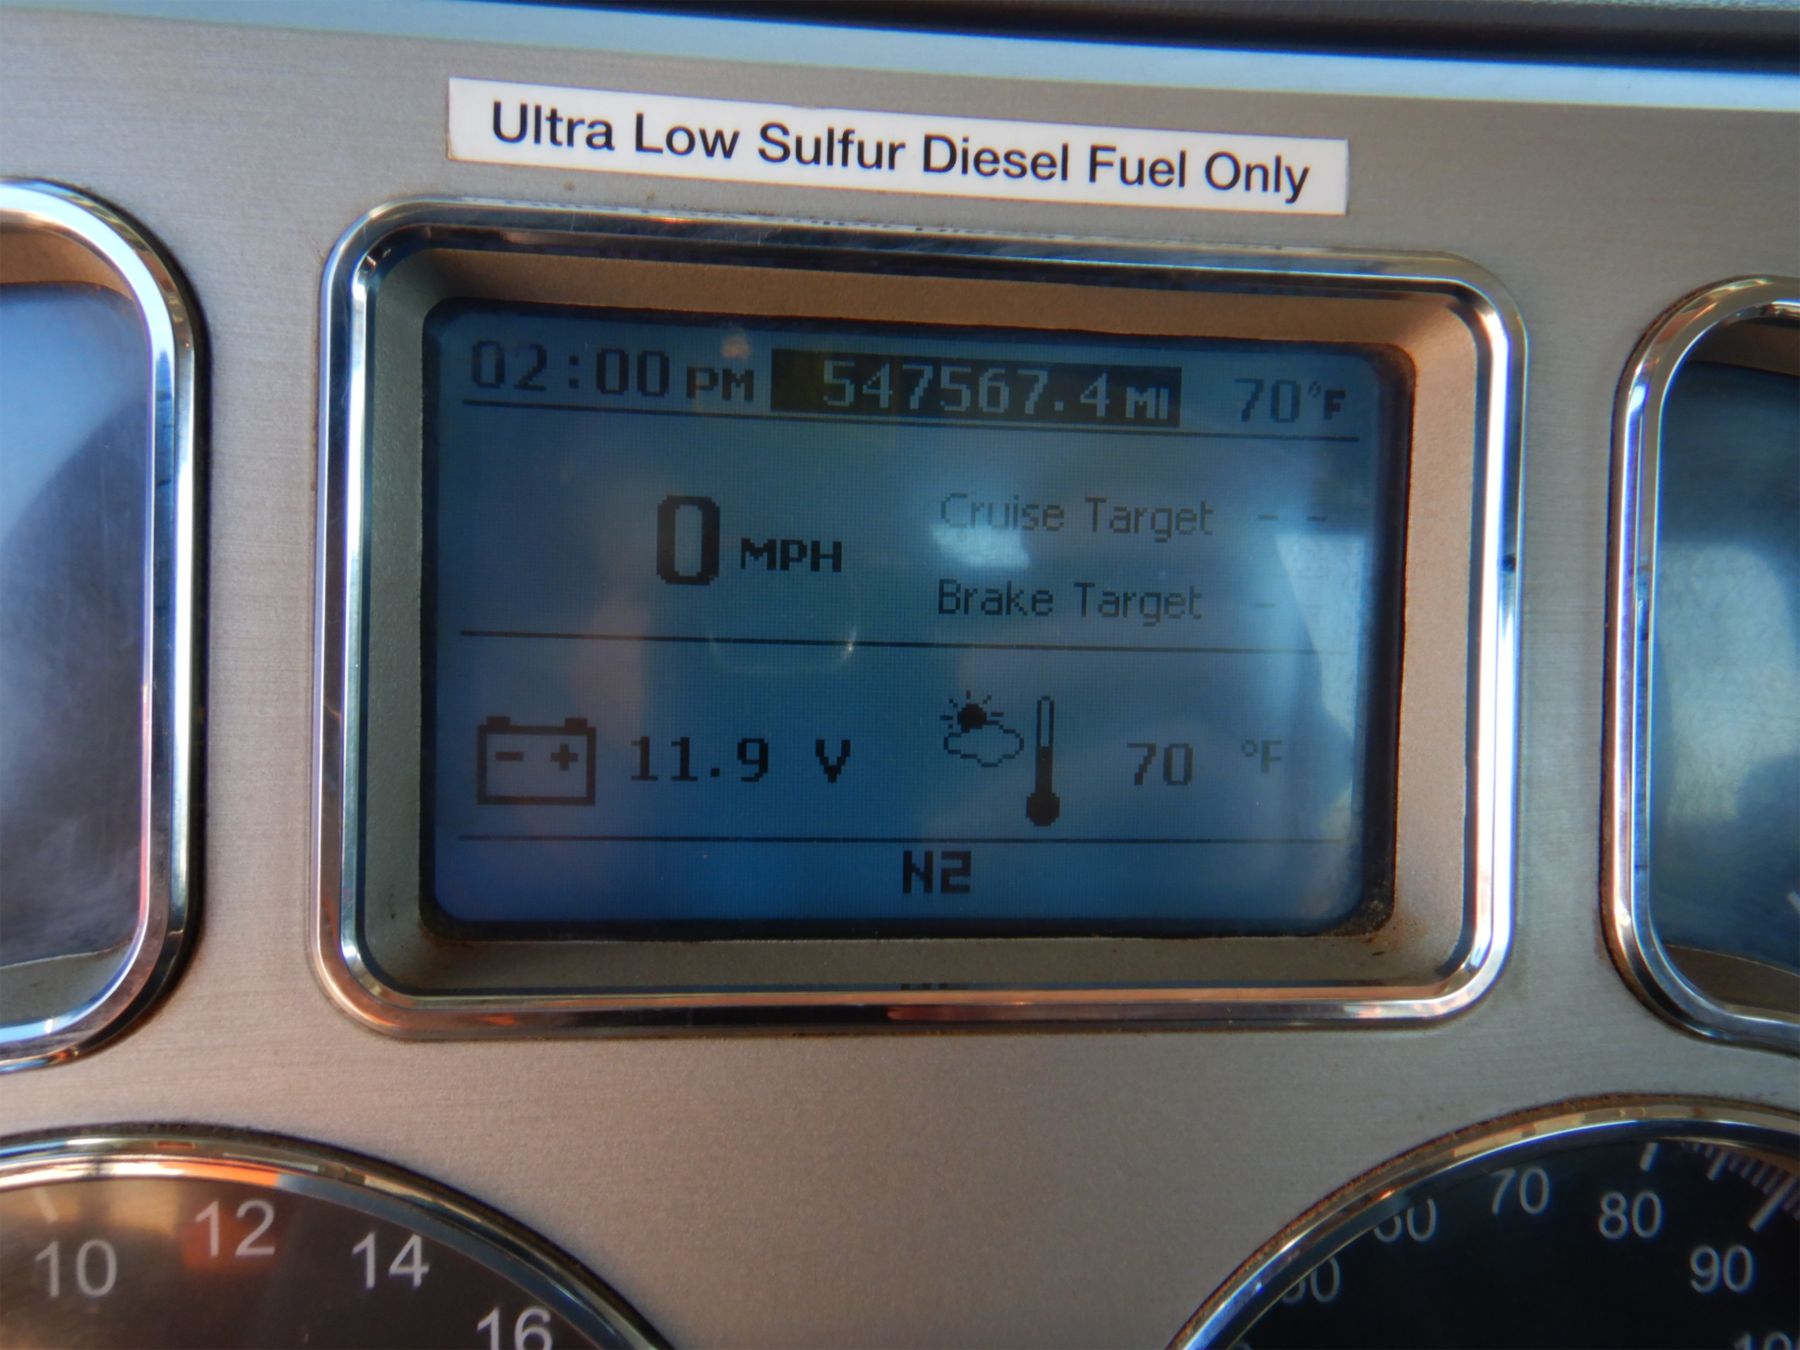 Ultra Low Sulfur Diesel Fuel Only
02:00 PM 547567.4 MI 70°F
0 MPH
Cruise Target --
Brake Target --
- +
11.9 V
70 °F
N2
10 12 14 16
70 80 90